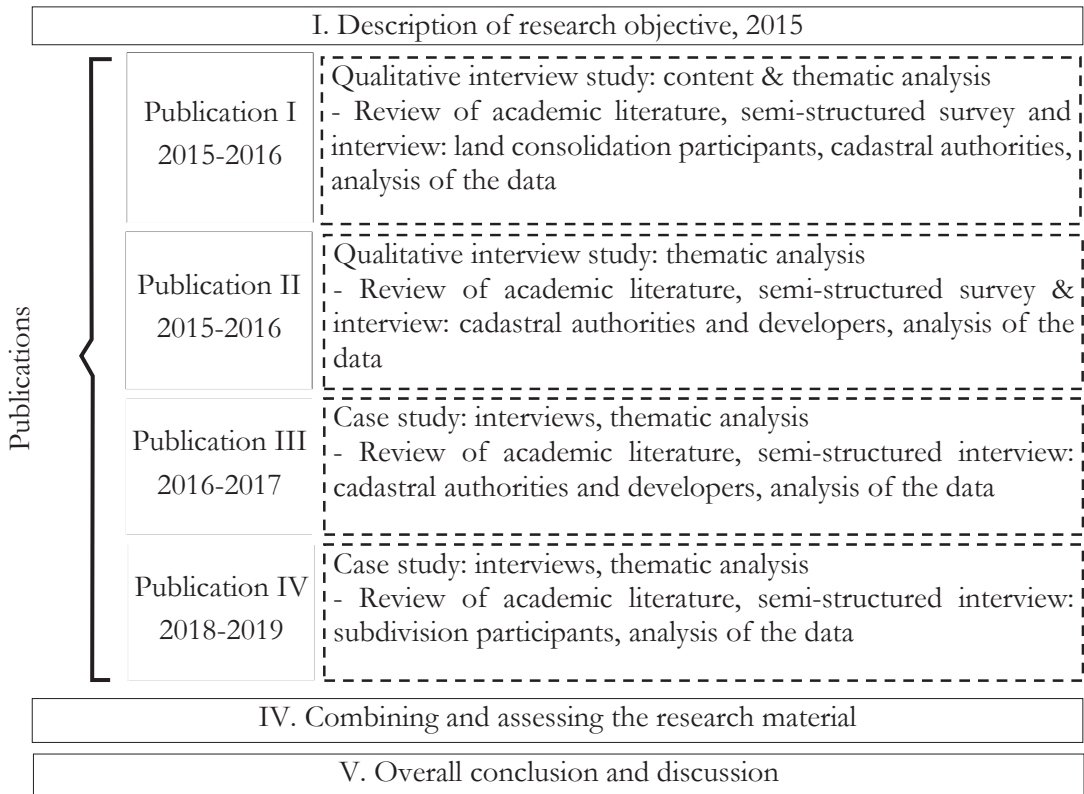 I. Description of research objective, 2015
Publications
Publication I
2015-2016
Qualitative interview study: content & thematic analysis
- Review of academic literature, semi-structured survey and
interview: land consolidation participants, cadastral authorities,
analysis of the data
Publication II
2015-2016
Qualitative interview study: thematic analysis
- Review of academic literature, semi-structured survey &
interview: cadastral authorities and developers, analysis of the
data
Publication III
2016-2017
Case study: interviews, thematic analysis
- Review of academic literature, semi-structured interview:
cadastral authorities and developers, analysis of the data
Publication IV
2018-2019
Case study: interviews, thematic analysis
- Review of academic literature, semi-structured interview:
subdivision participants, analysis of the data
IV. Combining and assessing the research material
V. Overall conclusion and discussion